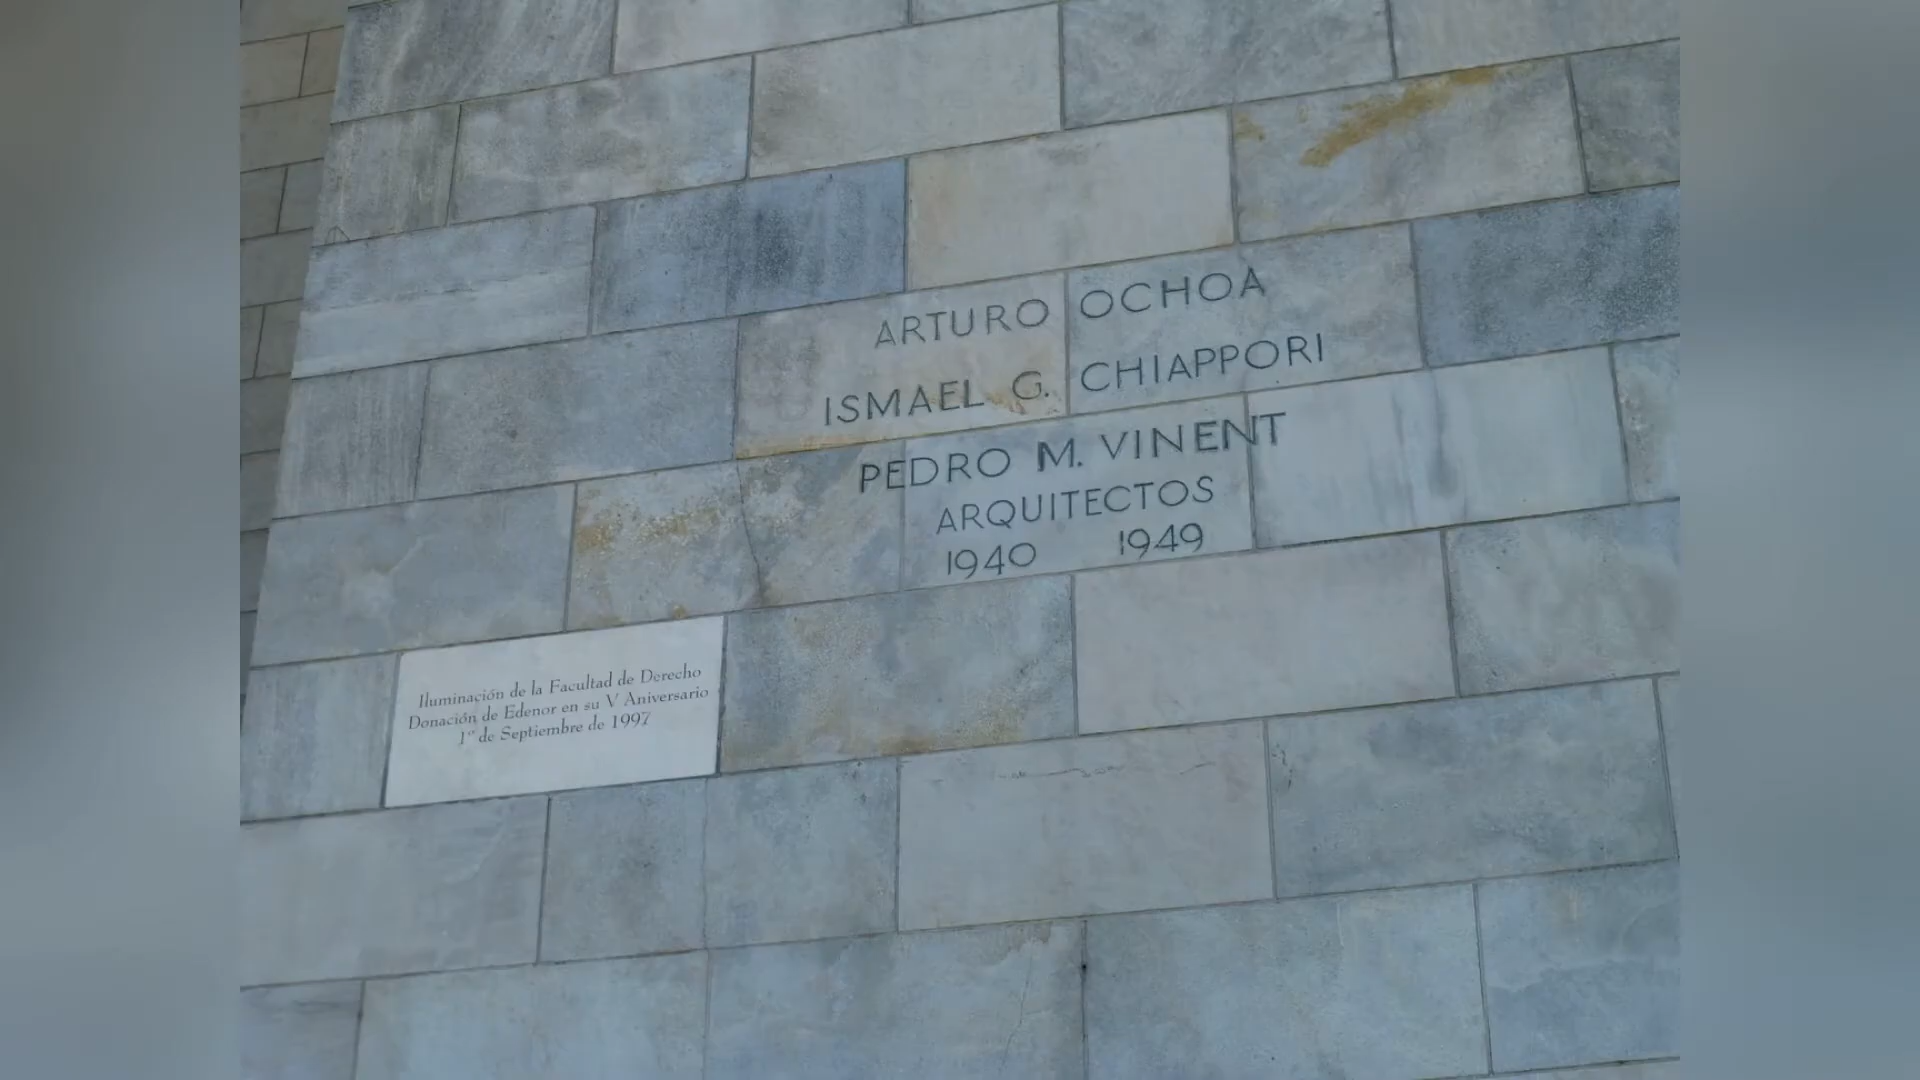 ARTURO OCHOA
ISMAEL G. CHIAPPORI
PEDRO M. VINENT
ARQUITECTOS
1940 1949
Iluminación de la Facultad de Derecho
Donación de Edenor en su V Aniversario
1º de Septiembre de 1997